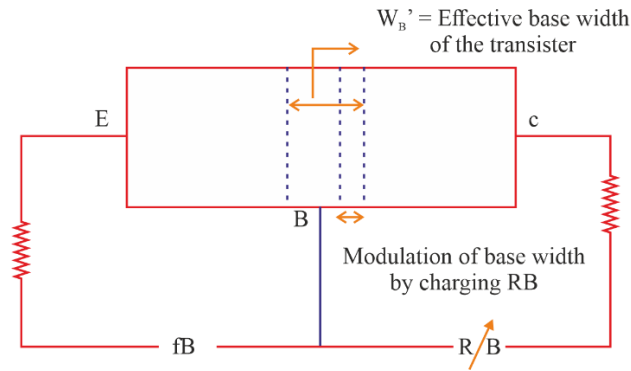 W_B' = Effective base width
of the transister
E
c
B
Modulation of base width
by charging RB
fB
R B